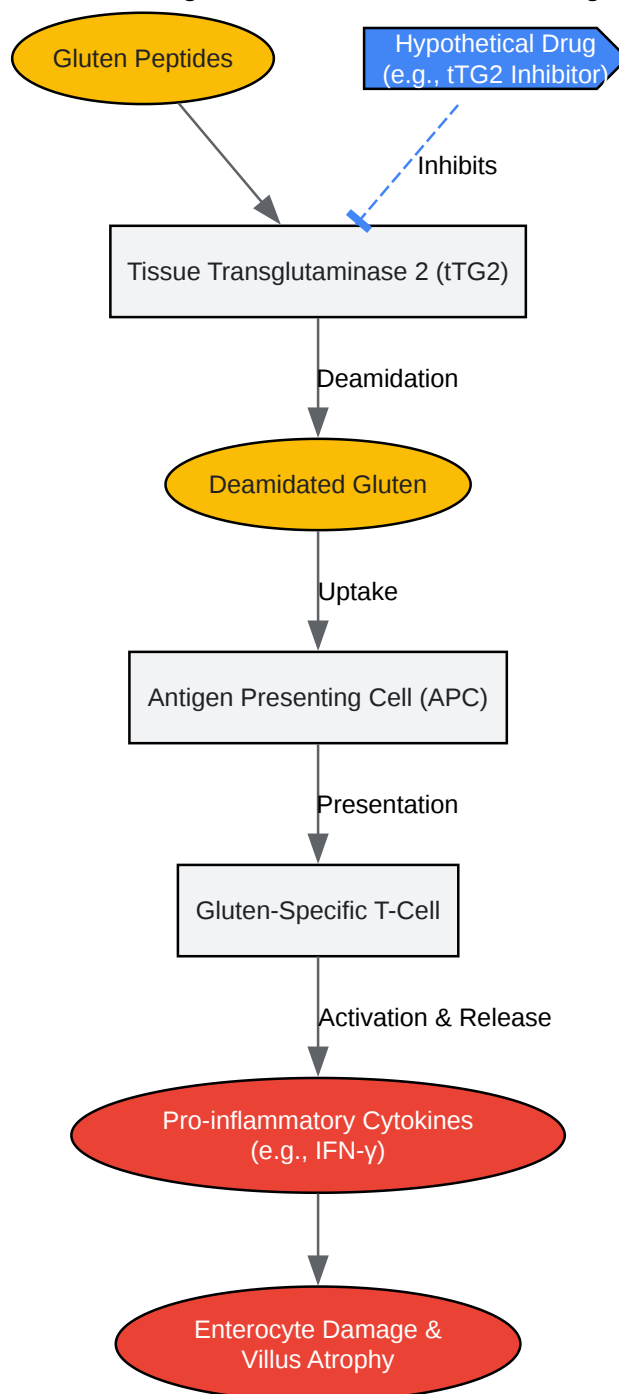 Gluten Peptides
Hypothetical Drug
(e.g., tTG2 Inhibitor)
Inhibits
Tissue Transglutaminase 2 (tTG2)
Deamidation
Deamidated Gluten
Uptake
Antigen Presenting Cell (APC)
Presentation
Gluten-Specific T-Cell
Activation & Release
Pro-inflammatory Cytokines
(e.g., IFN-γ)
Enterocyte Damage &
Villus Atrophy